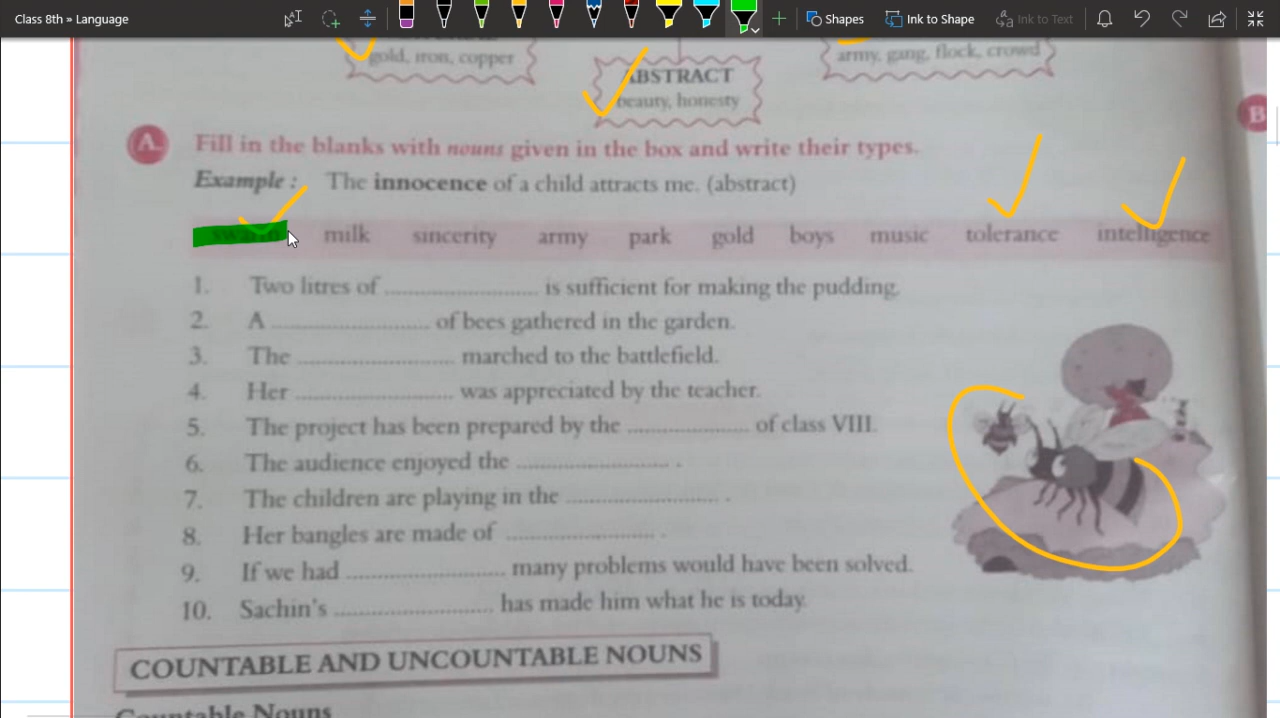 Class 8th » Language
Shapes
Ink to Shape
Ink to Text
gold, iron, copper
army, gang, flock, crowd
ABSTRACT
beauty, honesty
B
A. Fill in the blanks with nouns given in the box and write their types.
Example : The innocence of a child attracts me. (abstract)
milk sincerity army park gold boys music tolerance intelligence
1. Two litres of ............................ is sufficient for making the pudding.
2. A ............................ of bees gathered in the garden.
3. The ............................ marched to the battlefield.
4. Her ............................ was appreciated by the teacher.
5. The project has been prepared by the ...................... of class VIII.
6. The audience enjoyed the ............................ .
7. The children are playing in the ............................ .
8. Her bangles are made of ............................ .
9. If we had ............................ many problems would have been solved.
10. Sachin's ............................ has made him what he is today.
COUNTABLE AND UNCOUNTABLE NOUNS
Countable Nouns